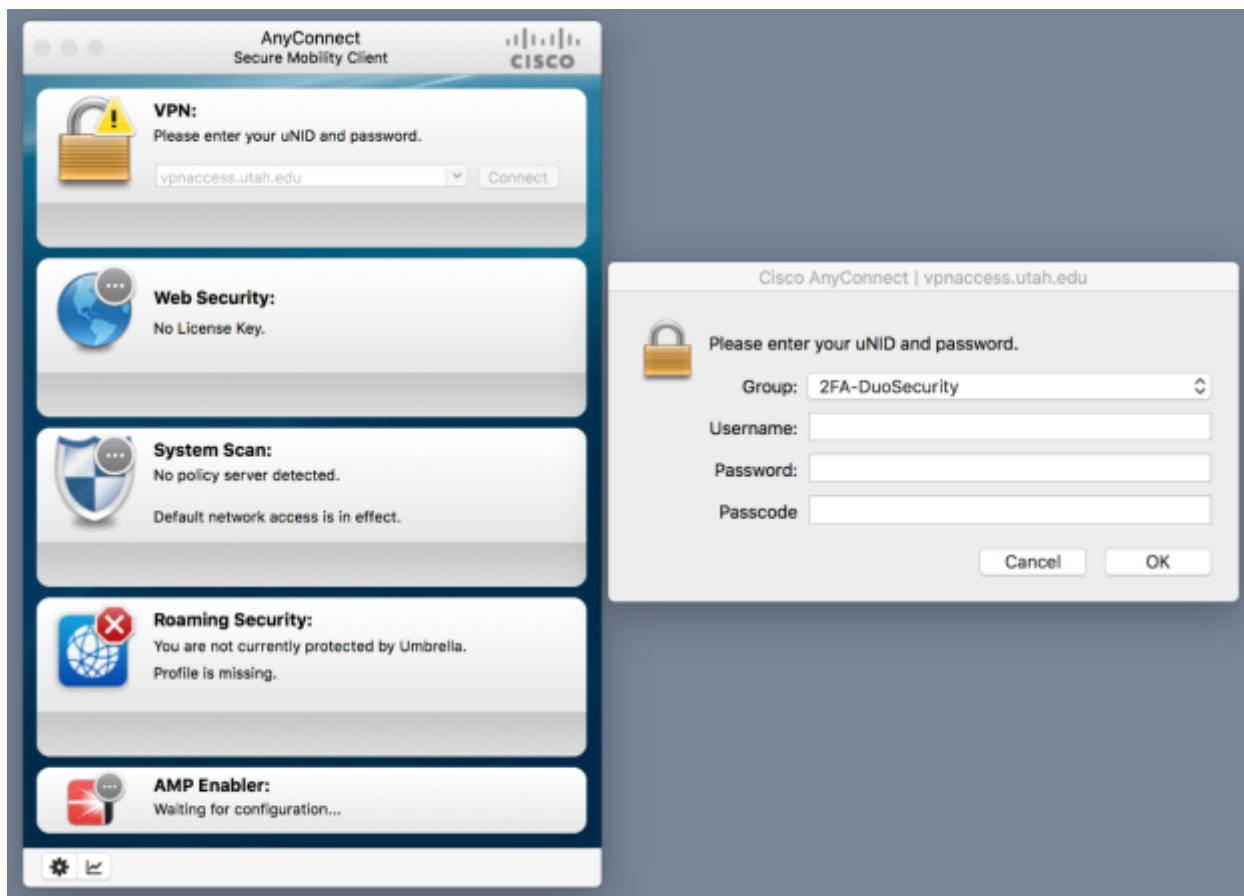 AnyConnect
Secure Mobility Client
CISCO
VPN:
Please enter your uNID and password.
vpnaccess.utah.edu
Connect
Web Security:
No License Key.
System Scan:
No policy server detected.
Default network access is in effect.
Roaming Security:
You are not currently protected by Umbrella.
Profile is missing.
AMP Enabler:
Waiting for configuration...
Cisco AnyConnect | vpnaccess.utah.edu
Please enter your uNID and password.
Group: 2FA-DuoSecurity
Username:
Password:
Passcode
Cancel OK